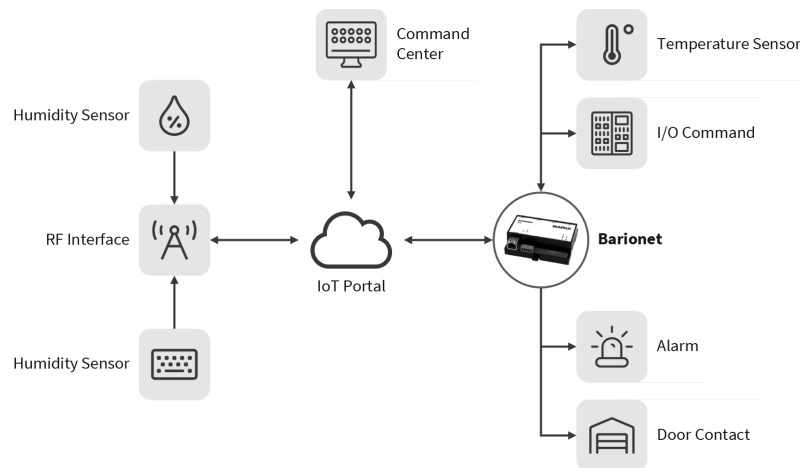 Command
Center
Temperature Sensor
Humidity Sensor
I/O Command
RF Interface
Barionet
IoT Portal
Alarm
Humidity Sensor
Door Contact